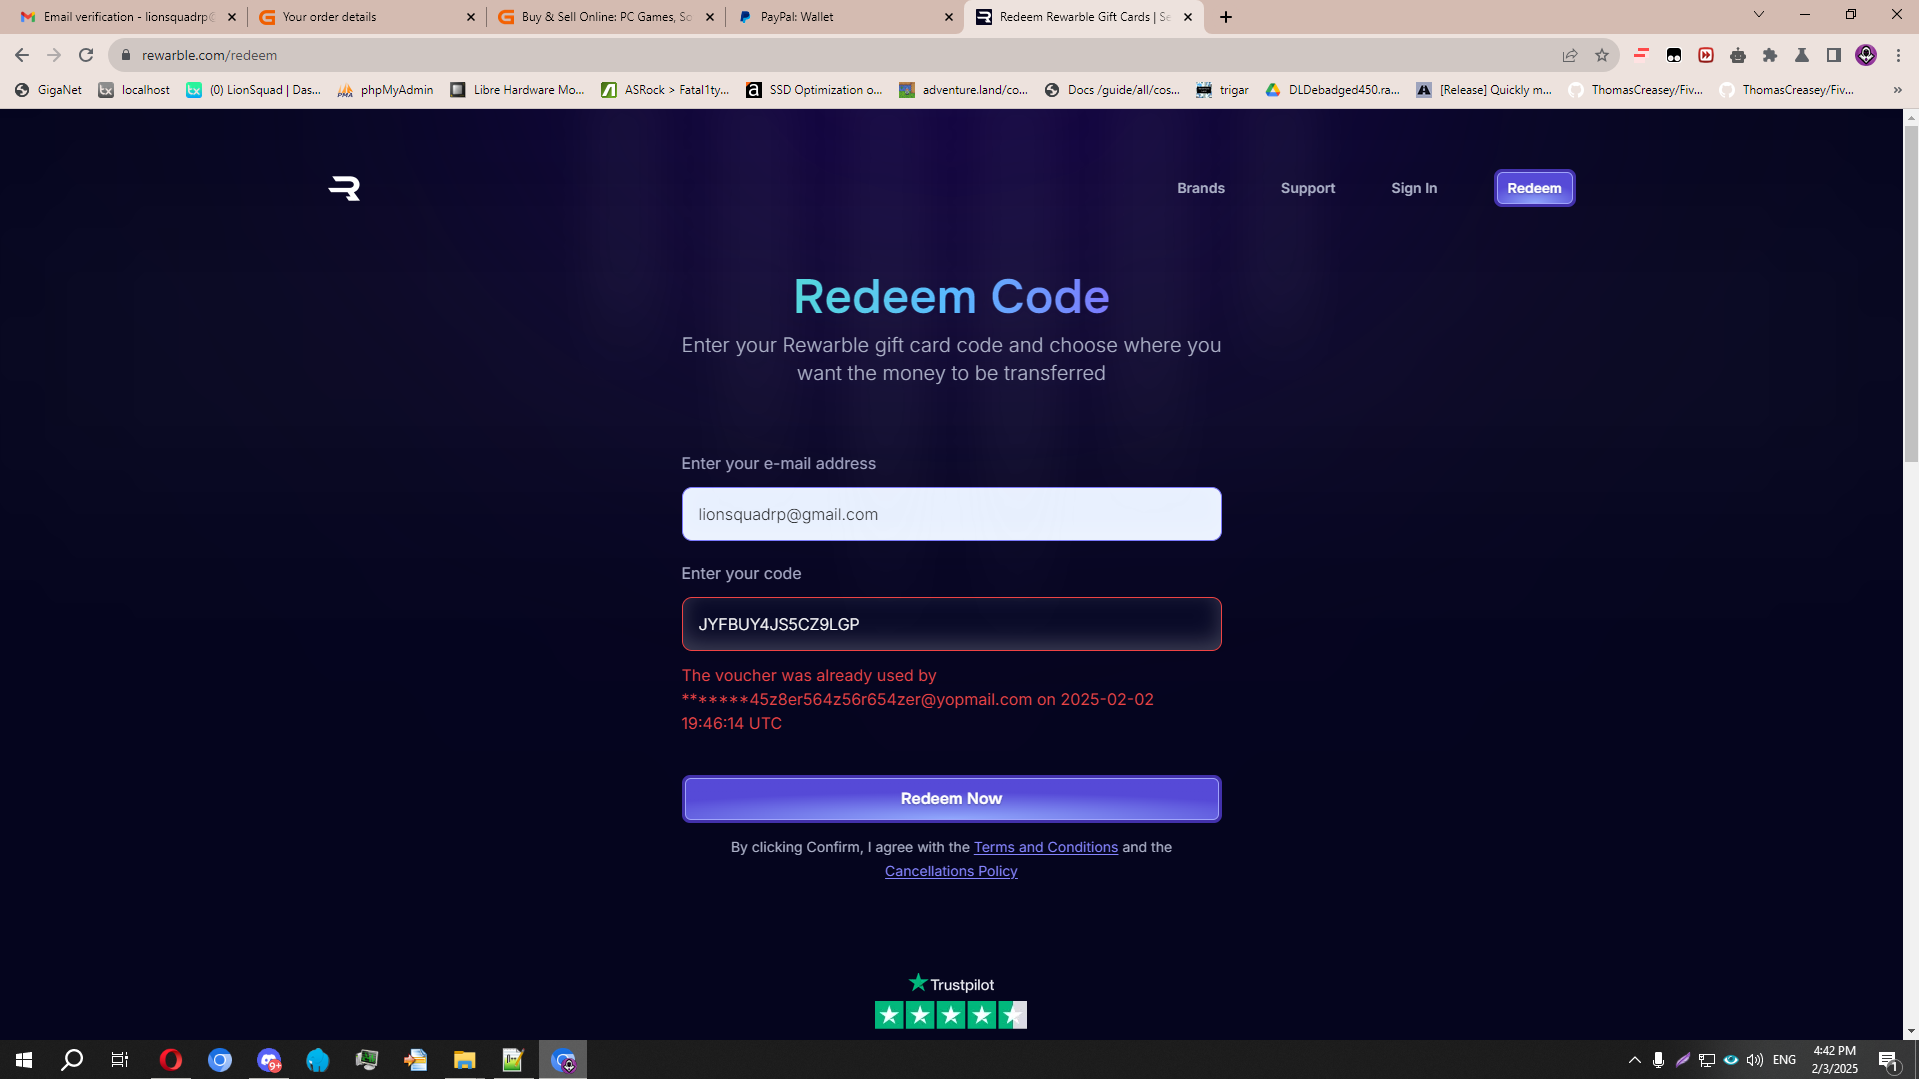 Email verification - lionsquadrp@
Your order details
Buy & Sell Online: PC Games, So
PayPal: Wallet
Redeem Rewarble Gift Cards | Se
rewarble.com/redeem
GigaNet
localhost
(0) LionSquad | Das...
phpMyAdmin
Libre Hardware Mo...
ASRock > Fatal1ty...
SSD Optimization o...
adventure.land/co...
Docs /guide/all/cos...
trigar
DLDebadged450.ra...
[Release] Quickly m...
ThomasCreasey/Fiv...
ThomasCreasey/Fiv...
Brands
Support
Sign In
Redeem
Redeem Code
Enter your Rewarble gift card code and choose where you
want the money to be transferred
Enter your e-mail address
lionsquadrp@gmail.com
Enter your code
JYFBUY4JS5CZ9LGP
The voucher was already used by
*******45z8er564z56r654zer@yopmail.com on 2025-02-02
19:46:14 UTC
Redeem Now
By clicking Confirm, I agree with the Terms and Conditions and the
Cancellations Policy
Trustpilot
9+
ENG
4:42 PM
2/3/2025
1